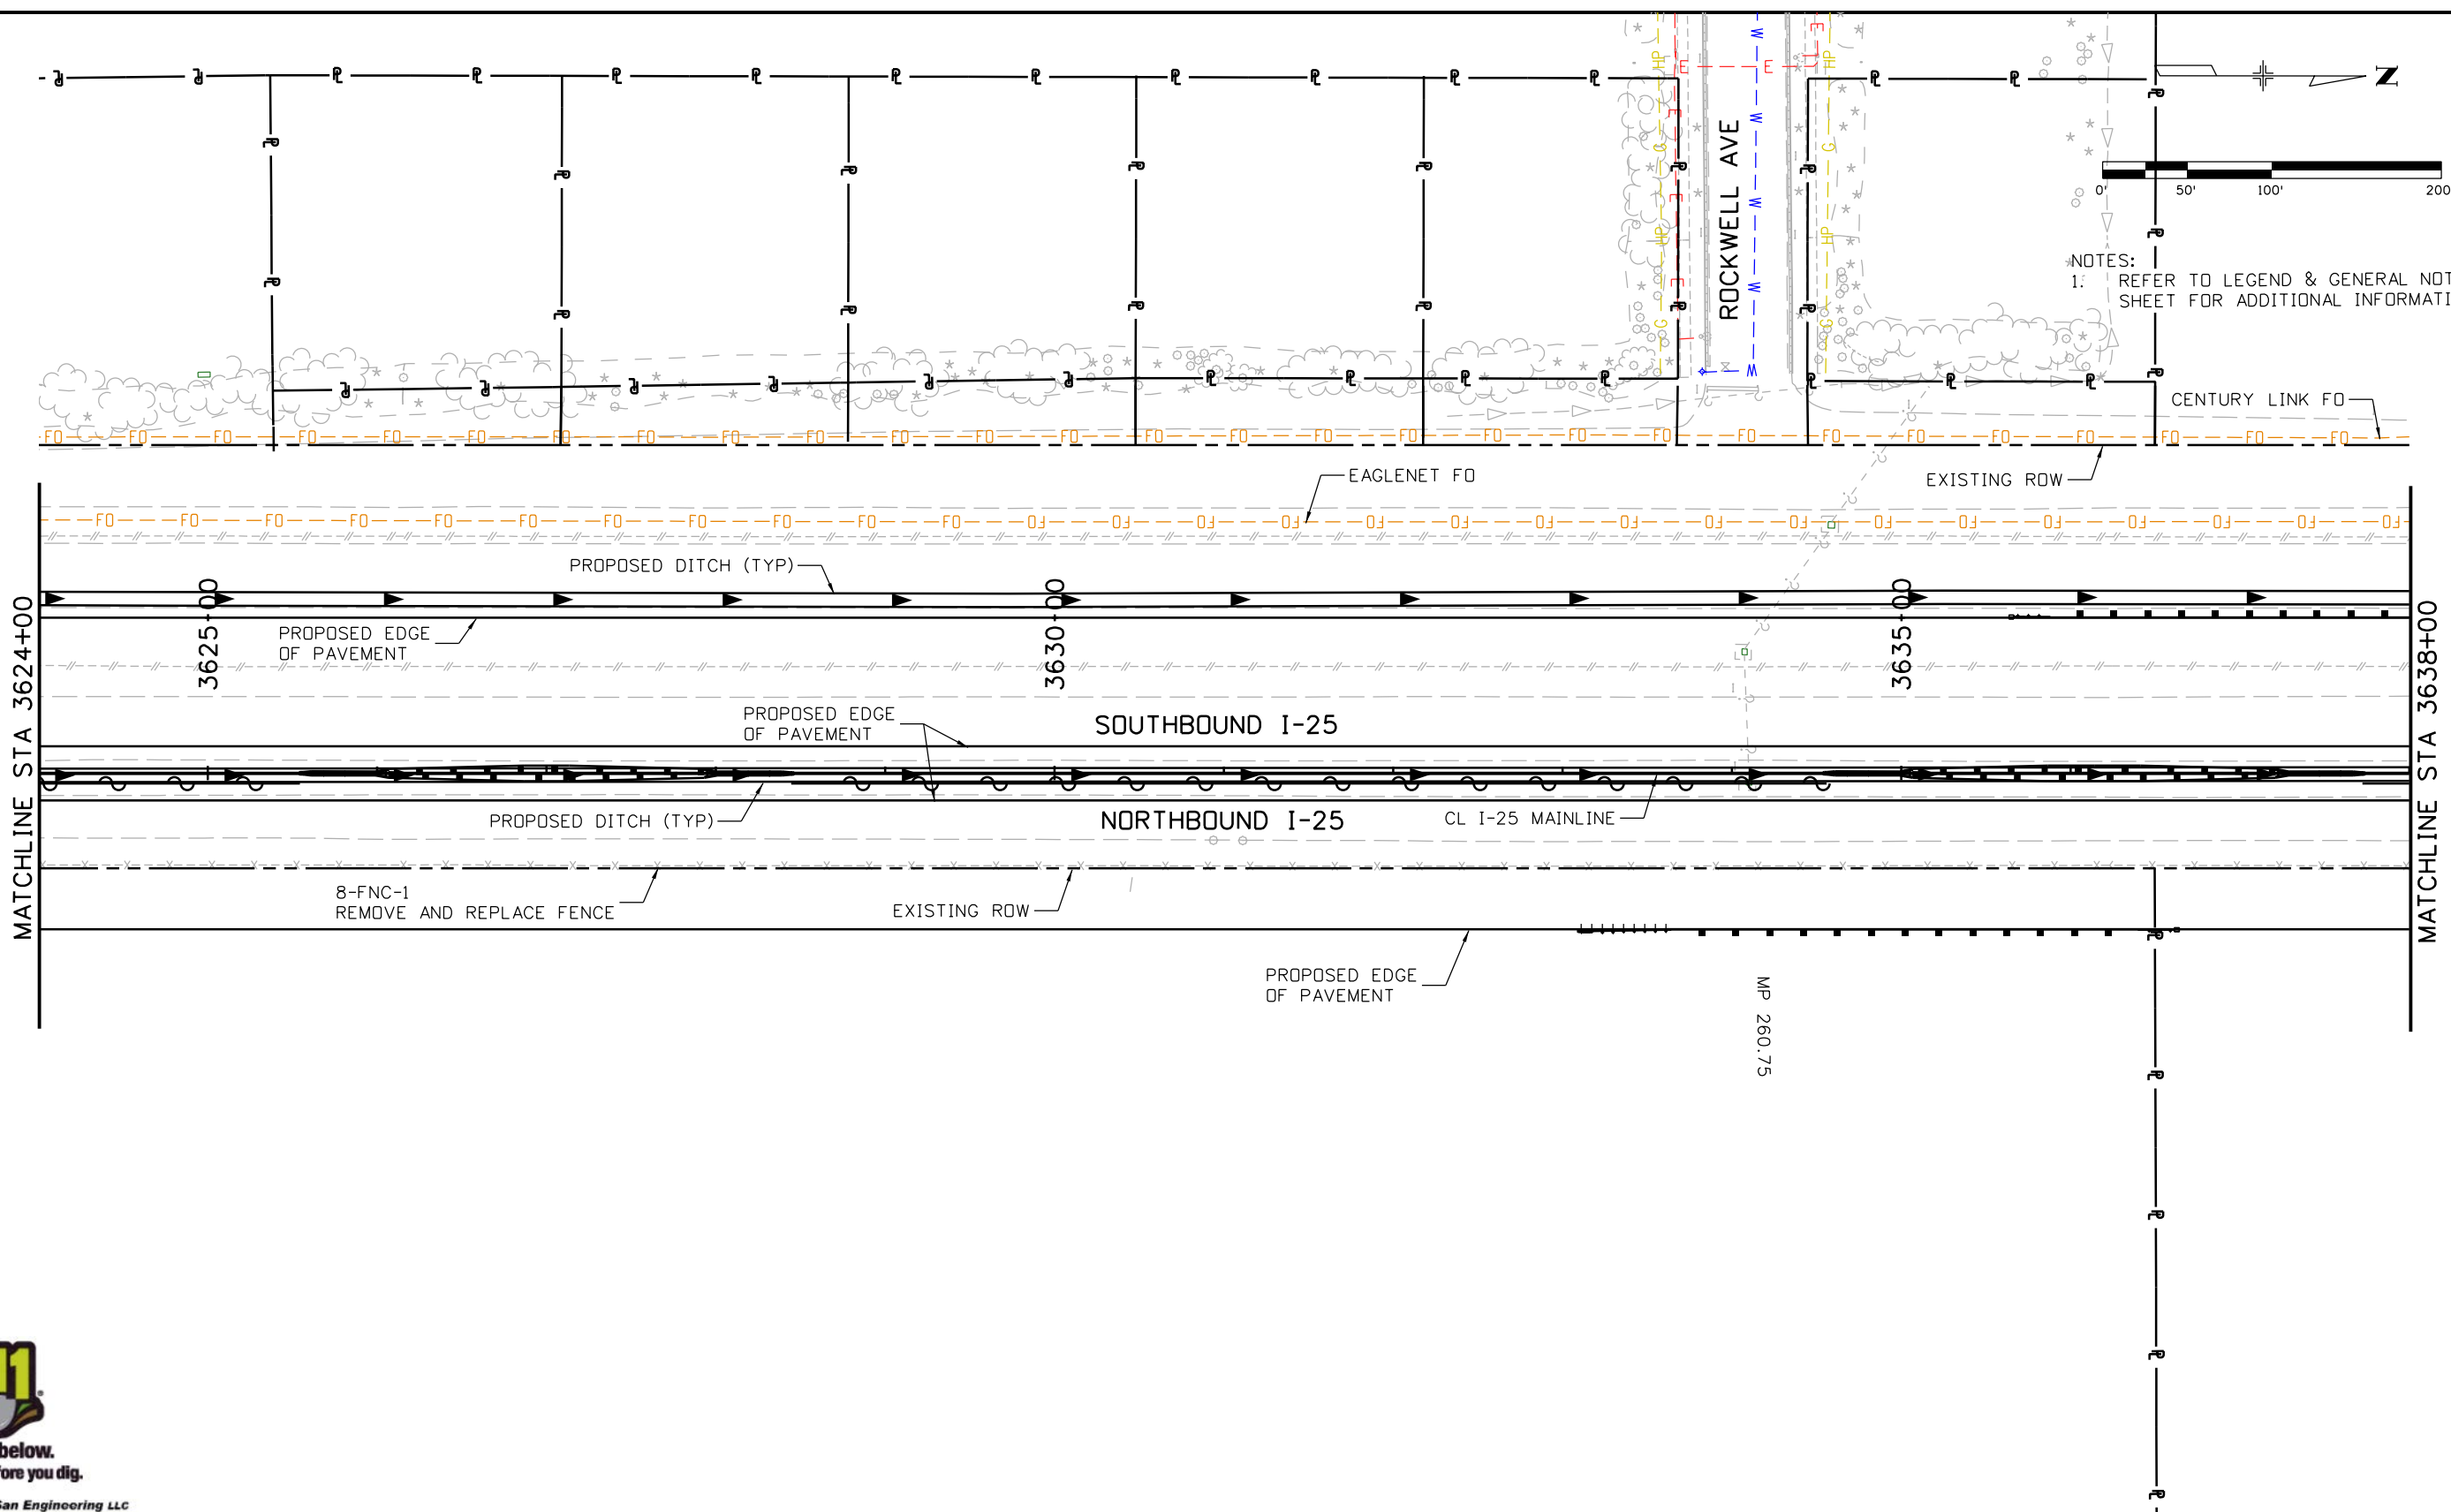 N
0' 50' 100' 200
NOTES:
1. REFER TO LEGEND & GENERAL NOT
SHEET FOR ADDITIONAL INFORMATI
ROCKWELL AVE
CENTURY LINK FO
EXISTING ROW
EAGLENET FO
PROPOSED DITCH (TYP)
MATCHLINE STA 3624+00
3625+00
3630+00
3635+00
MATCHLINE STA 3638+00
PROPOSED EDGE
OF PAVEMENT
PROPOSED EDGE
OF PAVEMENT
SOUTHBOUND I-25
PROPOSED DITCH (TYP)
NORTHBOUND I-25
CL I-25 MAINLINE
8-FNC-1
REMOVE AND REPLACE FENCE
EXISTING ROW
PROPOSED EDGE
OF PAVEMENT
MP 260.75
below.
fore you dig.
San Engineering LLC